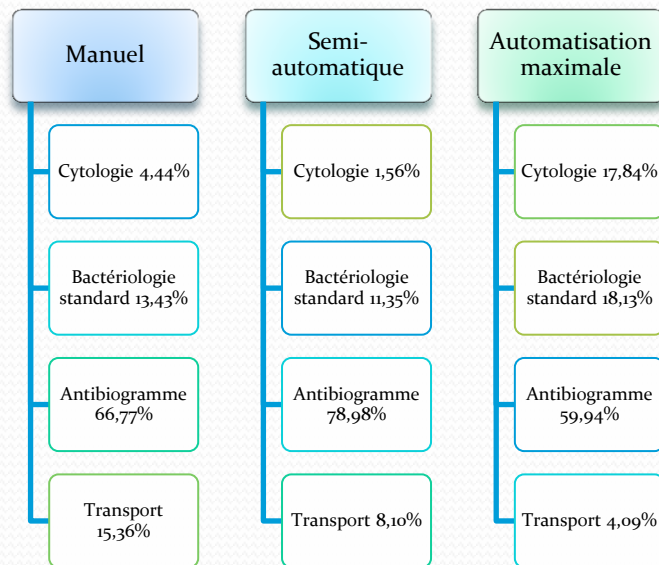 Manuel
Cytologie 4,44%
Bactériologie
standard 13,43%
Antibiogramme
66,77%
Transport
15,36%
Semi-
automatique
Cytologie 1,56%
Bactériologie
standard 11,35%
Antibiogramme
78,98%
Transport 8,10%
Automatisation
maximale
Cytologie 17,84%
Bactériologie
standard 18,13%
Antibiogramme
59,94%
Transport 4,09%